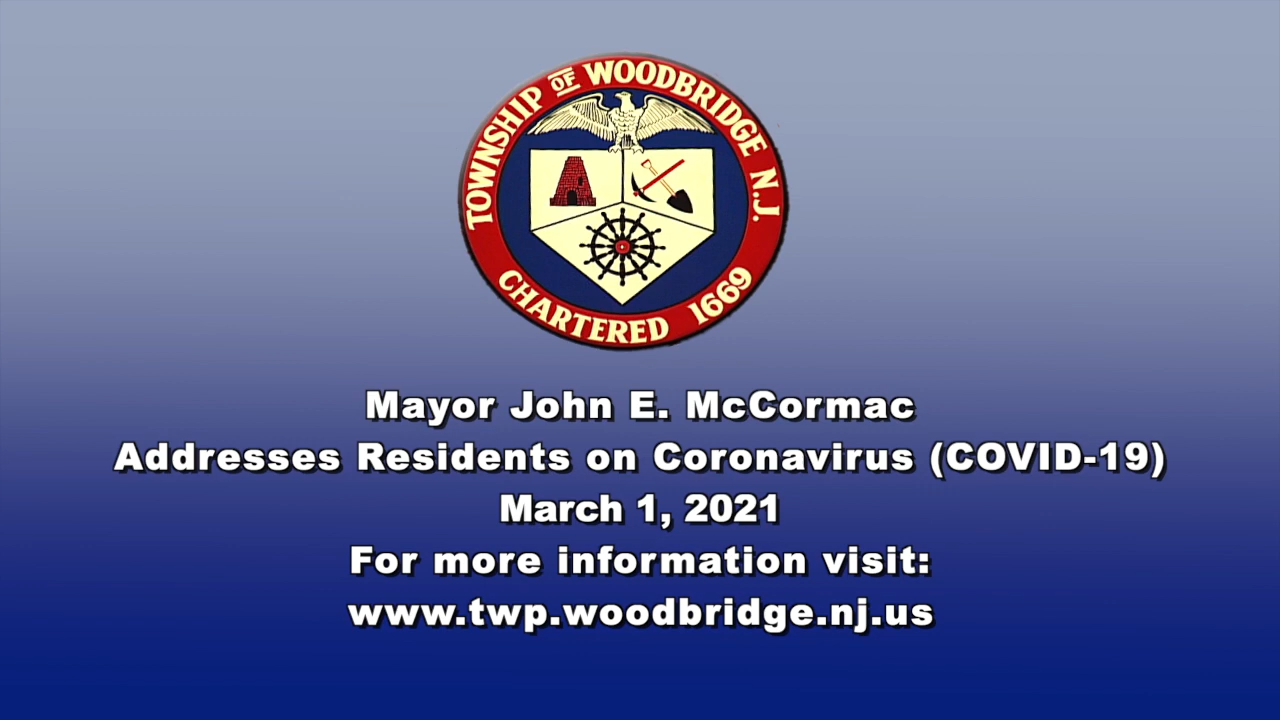 TOWNSHIP OF WOODBRIDGE N.J.
CHARTERED 1669
Mayor John E. McCormac
Addresses Residents on Coronavirus (COVID-19)
March 1, 2021
For more information visit:
www.twp.woodbridge.nj.us